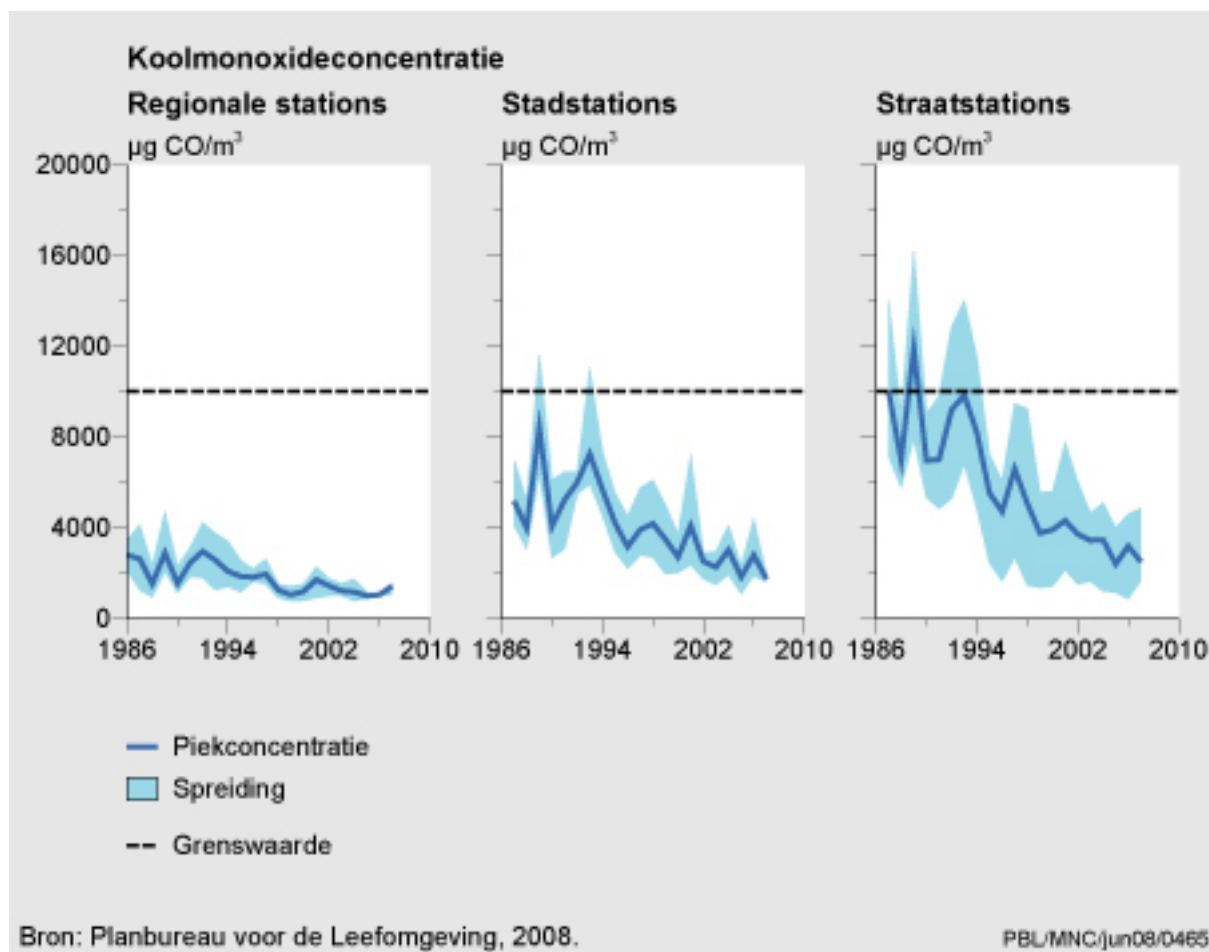 Koolmonoxideconcentratie
Regionale stations
µg CO/m³
Stadstations
µg CO/m³
Straatstations
µg CO/m³
20000
16000
12000
8000
4000
0
1986 1994 2002 2010
1986 1994 2002 2010
1986 1994 2002 2010
Piekconcentratie
Spreiding
Grenswaarde
Bron: Planbureau voor de Leefomgeving, 2008.
PBL/MNC/jun08/0465